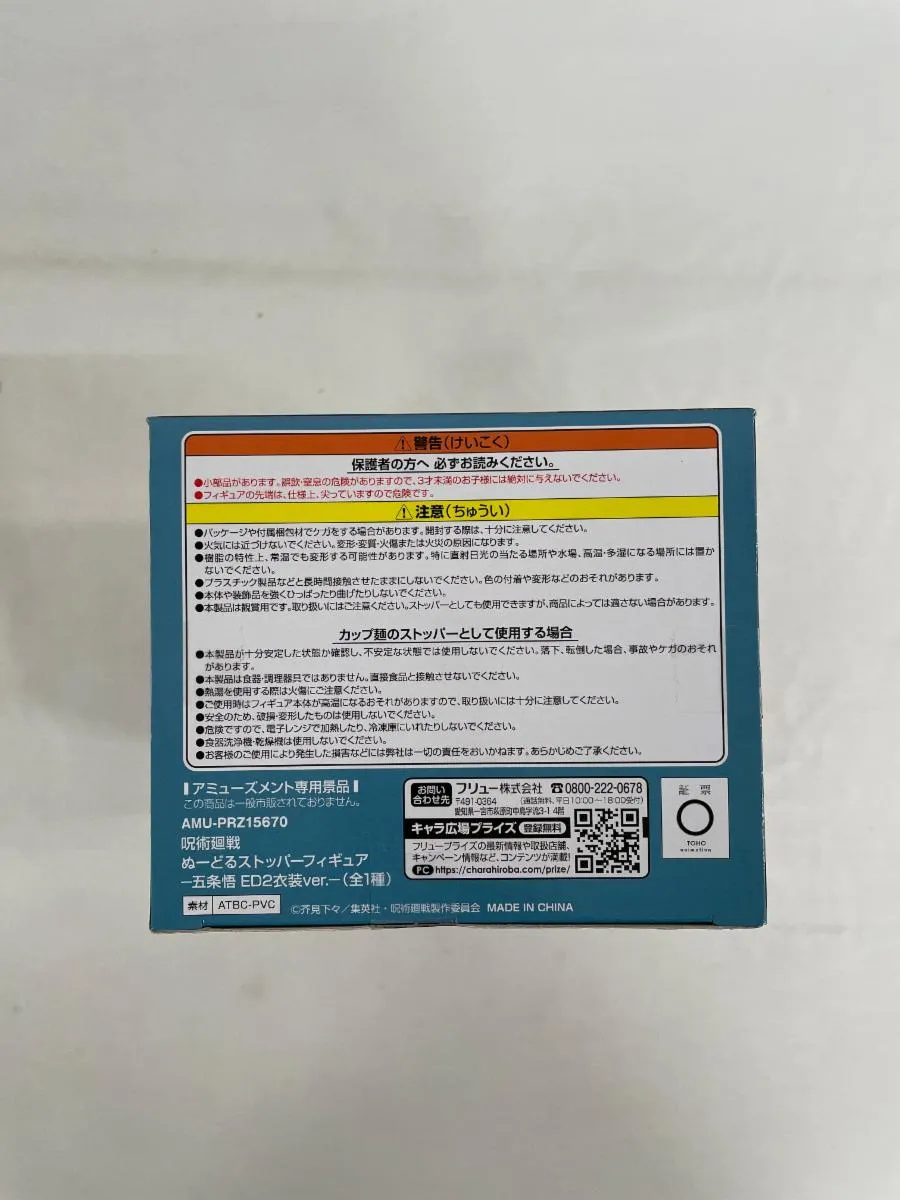 ⚠警告(けいこく)
保護者の方へ 必ずお読みください。
●小部品があります。誤飲・窒息の危険がありますので、3才未満のお子様には絶対に与えないでください。
●フィギュアの先端は、仕様上、尖っていますので危険です。
⚠注意(ちゅうい)
●パッケージや付属梱包材でケガをする場合があります。開封する際は、十分に注意してください。
●火気には近づけないでください。変形・変質・火傷または火災の原因になります。
●樹脂の特性上、常温でも変形する可能性があります。特に直射日光の当たる場所や水場、高温・多湿になる場所には置か
ないでください。
●プラスチック製品などと長時間接触させたままにしないでください。色の付着や変形などのおそれがあります。
●本体や装飾品を強くひっぱったり曲げたりしないでください。
●本製品は観賞用です。取り扱いにはご注意ください。ストッパーとしても使用できますが、商品によっては適さない場合があります。
カップ麺のストッパーとして使用する場合
●本製品が十分安定した状態か確認し、不安定な状態では使用しないでください。落下、転倒した場合、事故やケガのおそれ
があります。
●本製品は食器・調理器具ではありません。直接食品と接触させないでください。
●熱湯を使用する際は火傷にご注意ください。
●ご使用時はフィギュア本体が高温になるおそれがありますので、取り扱いには十分に注意してください。
●安全のため、破損・変形したものは使用しないでください。
●危険ですので、電子レンジで加熱したり、冷凍庫にいれたりしないでください。
●食器洗浄機・乾燥機は使用しないでください。
●お客様のご使用により発生した損害などには弊社は一切の責任をおいかねます。あらかじめご了承ください。
アミューズメント専用景品
この商品は一般市販されておりません。
AMU-PRZ15670
呪術廻戦
ぬーどるストッパーフィギュア
−五条悟 ED2衣装ver.−(全1種)
素材 ATBC-PVC
©芥見下々/集英社・呪術廻戦製作委員会 MADE IN CHINA
お問い合わせ先 フリュー株式会社 ☎0800-222-0678
〒491-0364 (通話無料、平日10:00〜18:00受付)
愛知県一宮市萩原町中島字流3-1 4階
キャラ広場プライズ 登録無料
フリュープライズの最新情報や取扱店舗、
キャンペーン情報など、コンテンツが満載!
PC https://charahiroba.com/prize/
証票
TOHO
animation